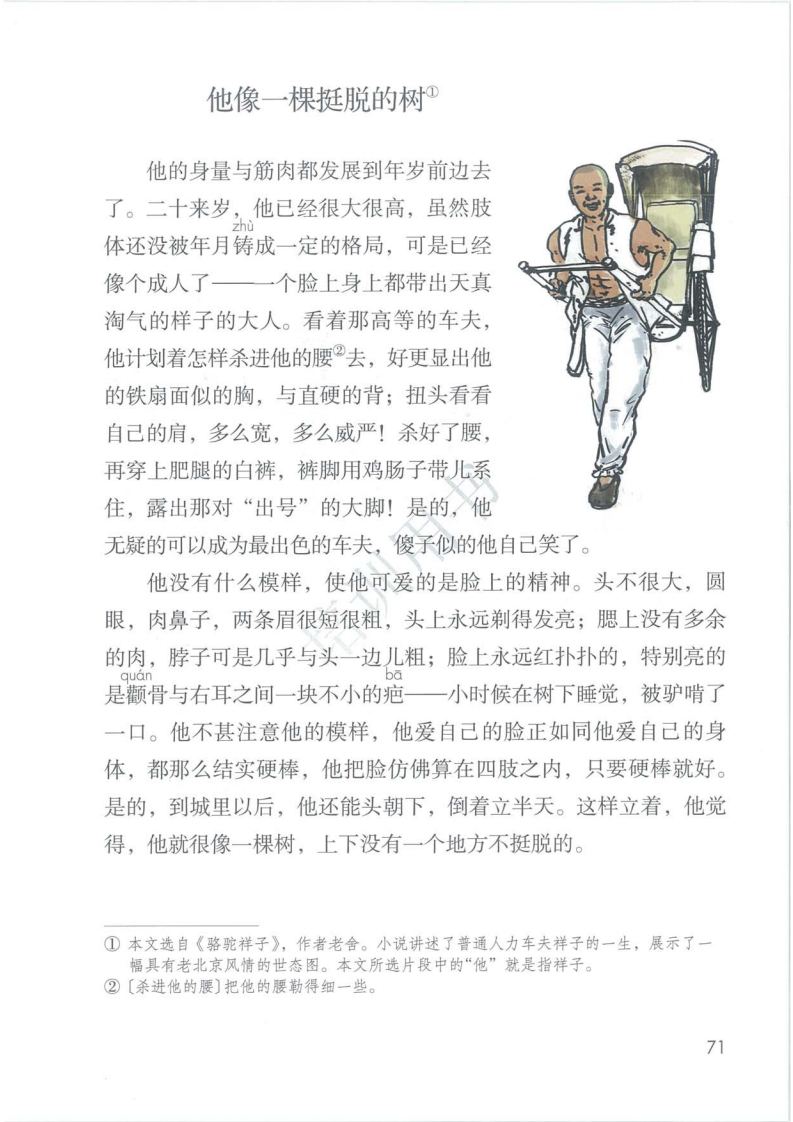 他像一棵挺脱的树①
他的身量与筋肉都发展到年岁前边去
了。二十来岁，他已经很大很高，虽然肢
zhù
体还没被年月铸成一定的格局，可是已经
像个成人了——一个脸上身上都带出天真
淘气的样子的大人。看着那高等的车夫，
他计划着怎样杀进他的腰②去，好更显出他
的铁扇面似的胸，与直硬的背；扭头看看
自己的肩，多么宽，多么威严！杀好了腰，
再穿上肥腿的白裤，裤脚用鸡肠子带儿系
住，露出那对“出号”的大脚！是的，他
无疑的可以成为最出色的车夫，傻子似的他自己笑了。
他没有什么模样，使他可爱的是脸上的精神。头不很大，圆
眼，肉鼻子，两条眉很短很粗，头上永远剃得发亮；腮上没有多余
的肉，脖子可是几乎与头一边儿粗；脸上永远红扑扑的，特别亮的
quán bā
是颧骨与右耳之间一块不小的疤——小时候在树下睡觉，被驴啃了
一口。他不甚注意他的模样，他爱自己的脸正如同他爱自己的身
体，都那么结实硬棒，他把脸仿佛算在四肢之内，只要硬棒就好。
是的，到城里以后，他还能头朝下，倒着立半天。这样立着，他觉
得，他就很像一棵树，上下没有一个地方不挺脱的。
培训用书
① 本文选自《骆驼祥子》，作者老舍。小说讲述了普通人力车夫祥子的一生，展示了一
幅具有老北京风情的世态图。本文所选片段中的“他”就是指祥子。
② 〔杀进他的腰〕把他的腰勒得细一些。
71